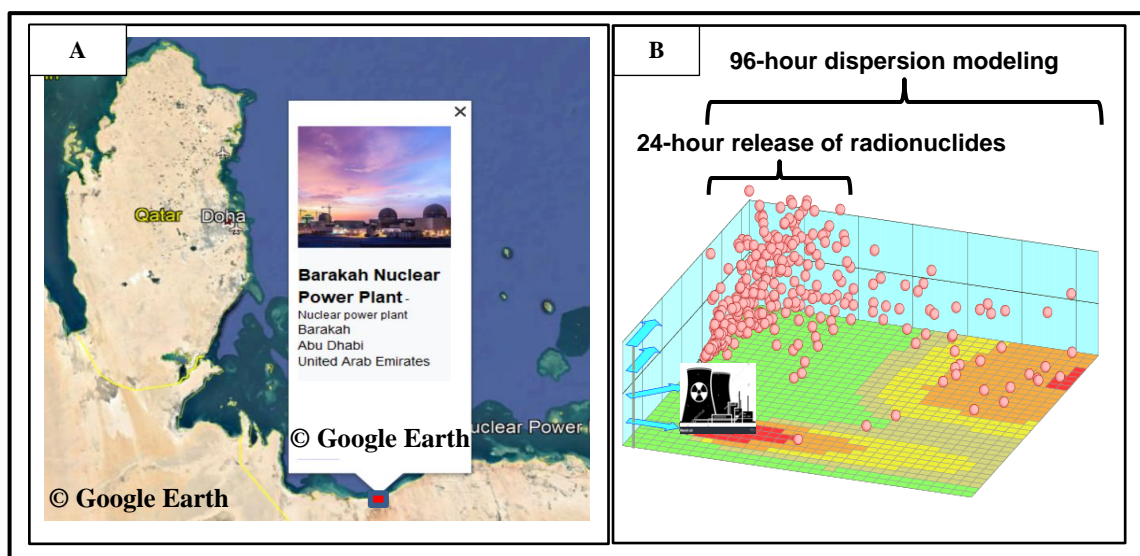 A
Qatar
Doha
Barakah Nuclear
Power Plant -
Nuclear power plant
Barakah
Abu Dhabi
United Arab Emirates
© Google Earth
uclear Power
© Google Earth
B
96-hour dispersion modeling
24-hour release of radionuclides